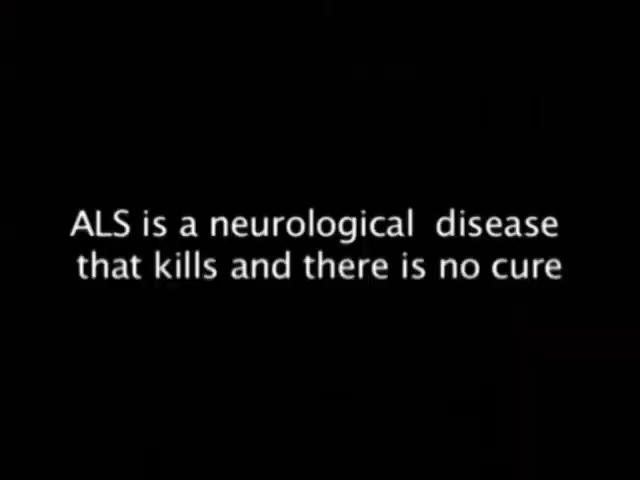 ALS is a neurological  disease
that kills and there is no cure